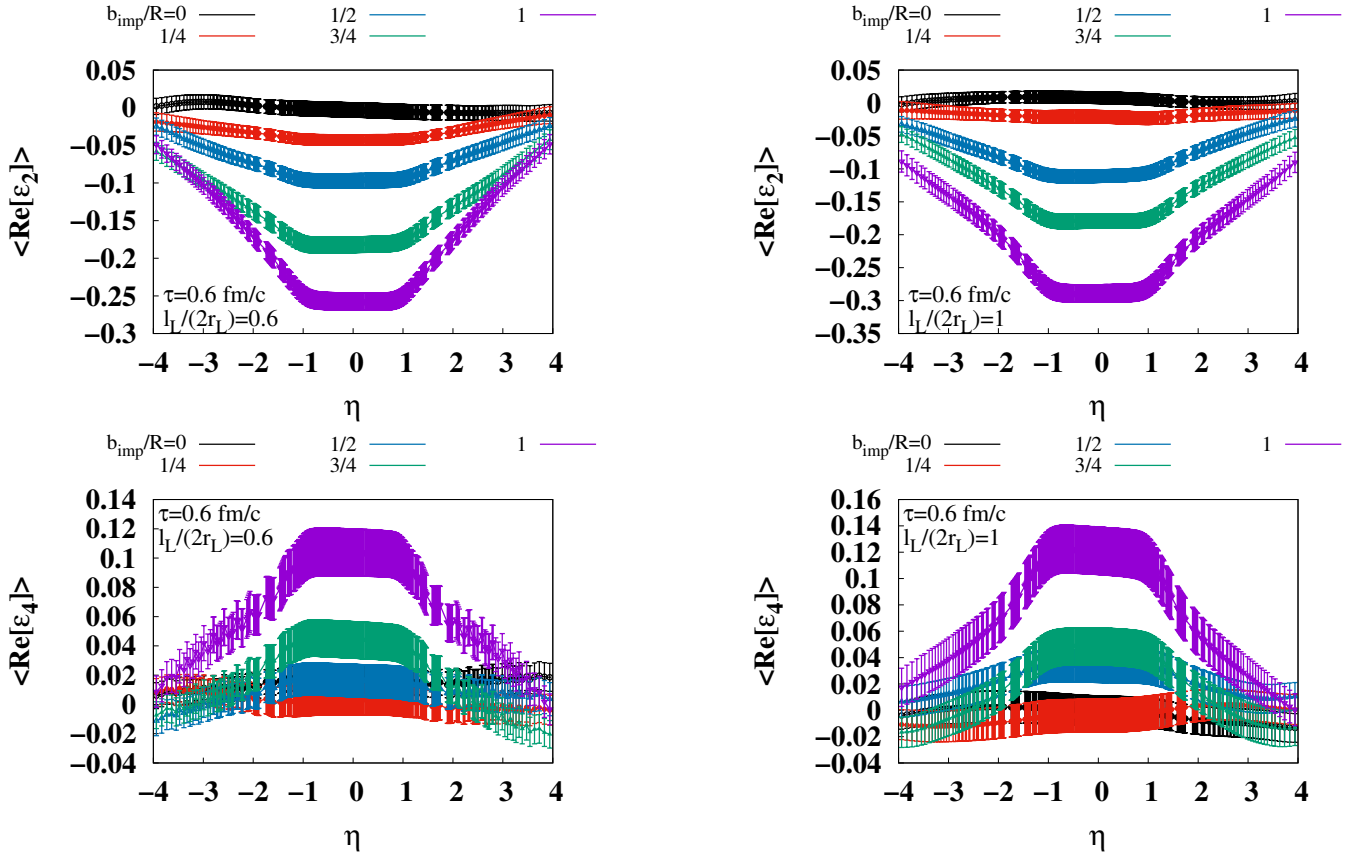 b_imp/R=0 1/2 1
1/4 3/4
0.05
0
−0.05
−0.1
−0.15
−0.2
−0.25
−0.3
<Re[ε_2]>
τ=0.6 fm/c
l_L/(2r_L)=0.6
−4 −3 −2 −1 0 1 2 3 4
η
b_imp/R=0 1/2 1
1/4 3/4
0.05
0
−0.05
−0.1
−0.15
−0.2
−0.25
−0.3
−0.35
<Re[ε_2]>
τ=0.6 fm/c
l_L/(2r_L)=1
−4 −3 −2 −1 0 1 2 3 4
η
b_imp/R=0 1/2 1
1/4 3/4
0.14
0.12
0.1
0.08
0.06
0.04
0.02
0
−0.02
−0.04
<Re[ε_4]>
τ=0.6 fm/c
l_L/(2r_L)=0.6
−4 −3 −2 −1 0 1 2 3 4
η
b_imp/R=0 1/2 1
1/4 3/4
0.16
0.14
0.12
0.1
0.08
0.06
0.04
0.02
0
−0.02
−0.04
<Re[ε_4]>
τ=0.6 fm/c
l_L/(2r_L)=1
−4 −3 −2 −1 0 1 2 3 4
η